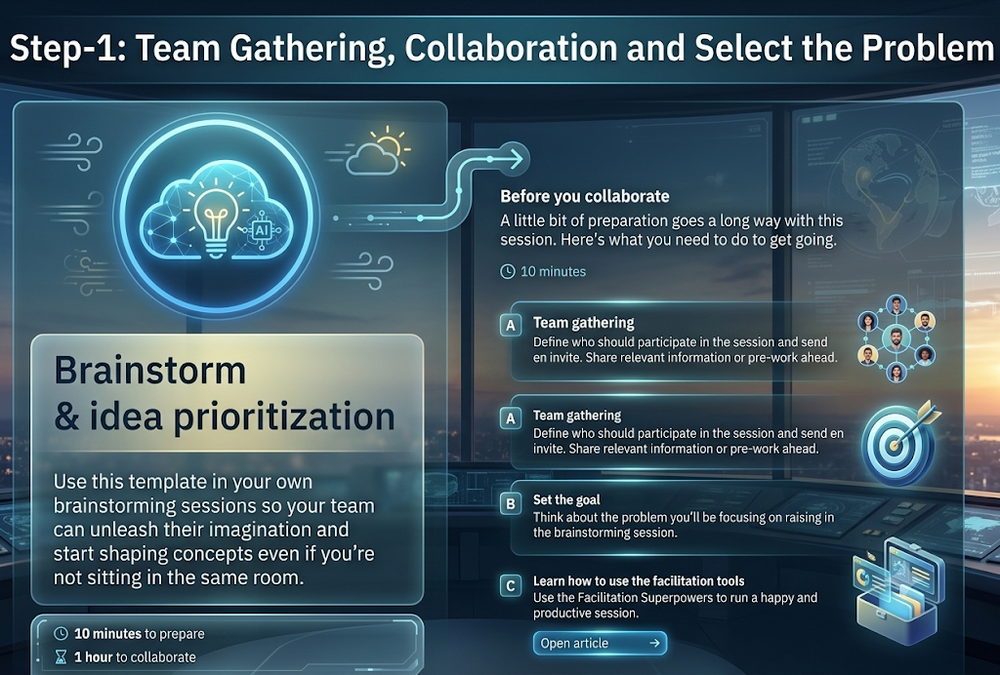 Step-1: Team Gathering, Collaboration and Select the Problem
AI
Brainstorm
& idea prioritization
Use this template in your own
brainstorming sessions so your team
can unleash their imagination and
start shaping concepts even if you're
not sitting in the same room.
10 minutes to prepare
1 hour to collaborate
Before you collaborate
A little bit of preparation goes a long way with this
session. Here's what you need to do to get going.
10 minutes
A
Team gathering
Define who should participate in the session and send
en invite. Share relevant information or pre-work ahead.
A
Team gathering
Define who should participate in the session and send en
invite. Share relevant information or pre-work ahead.
B
Set the goal
Think about the problem you'll be focusing on raising in
the brainstorming session.
C
Learn how to use the facilitation tools
Use the Facilitation Superpowers to run a happy and
productive session.
Open article